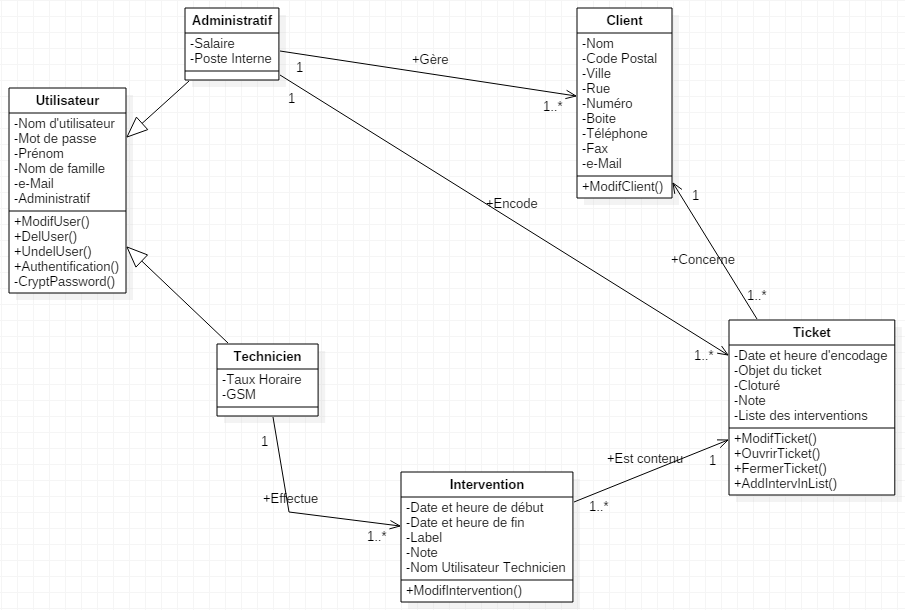 Administratif
-Salaire
-Poste Interne
Client
-Nom
-Code Postal
-Ville
-Rue
-Numéro
-Boite
-Téléphone
-Fax
-e-Mail
+ModifClient()
+Gère
1
1..*
1
+Encode
1..*
Utilisateur
-Nom d'utilisateur
-Mot de passe
-Prénom
-Nom de famille
-e-Mail
-Administratif
+ModifUser()
+DelUser()
+UndelUser()
+Authentification()
-CryptPassword()
1
+Concerne
1..*
Ticket
-Date et heure d'encodage
-Objet du ticket
-Cloturé
-Note
-Liste des interventions
+ModifTicket()
+OuvrirTicket()
+FermerTicket()
+AddIntervInList()
Technicien
-Taux Horaire
-GSM
1
+Effectue
1..*
+Est contenu
1
1..*
Intervention
-Date et heure de début
-Date et heure de fin
-Label
-Note
-Nom Utilisateur Technicien
+ModifIntervention()